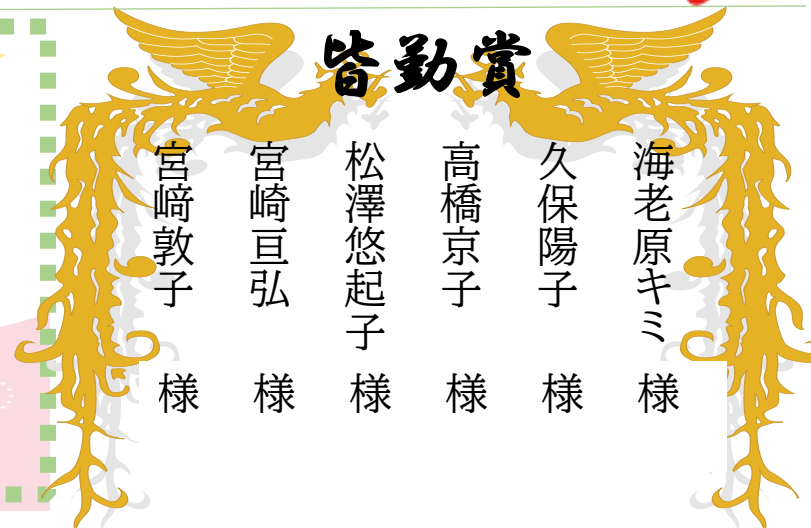 皆勤賞
海老原キミ 様
久保陽子 様
高橋京子 様
松澤悠起子 様
宮崎亘弘 様
宮﨑敦子 様